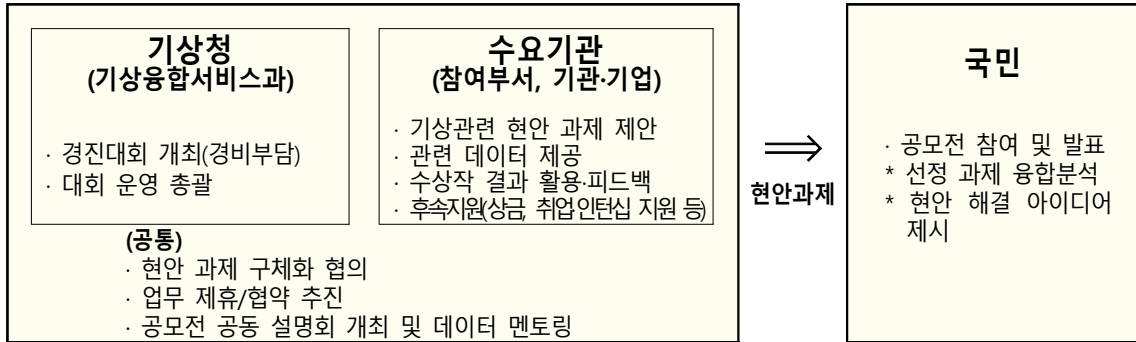 기상청
(기상융합서비스과)
· 경진대회 개최(경비부담)
· 대회 운영 총괄
수요기관
(참여부서, 기관·기업)
· 기상관련 현안 과제 제안
· 관련 데이터 제공
· 수상작 결과 활용·피드백
· 후속지원(상금, 취업·인턴십 지원 등)
(공통)
· 현안 과제 구체화 협의
· 업무 제휴/협약 추진
· 공모전 공동 설명회 개최 및 데이터 멘토링
⇒
현안과제
국민
· 공모전 참여 및 발표
* 선정 과제 융합분석
* 현안 해결 아이디어
제시